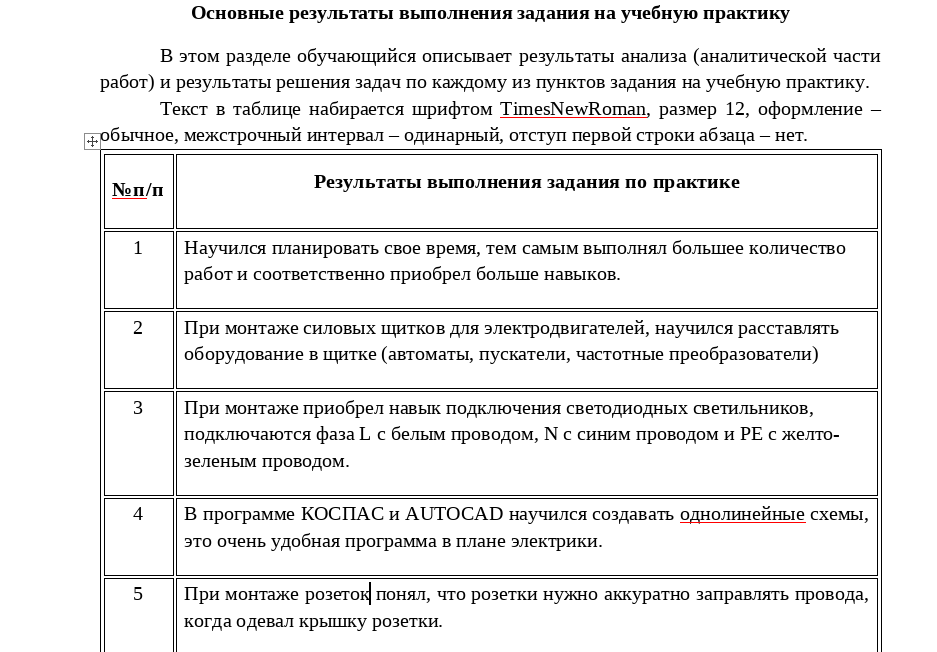 Основные результаты выполнения задания на учебную практику
В этом разделе обучающийся описывает результаты анализа (аналитической части
работ) и результаты решения задач по каждому из пунктов задания на учебную практику.
Текст в таблице набирается шрифтом TimesNewRoman, размер 12, оформление –
обычное, межстрочный интервал – одинарный, отступ первой строки абзаца – нет.
№п/п
Результаты выполнения задания по практике
1
Научился планировать свое время, тем самым выполнял большее количество
работ и соответственно приобрел больше навыков.
2
При монтаже силовых щитков для электродвигателей, научился расставлять
оборудование в щитке (автоматы, пускатели, частотные преобразователи)
3
При монтаже приобрел навык подключения светодиодных светильников,
подключаются фаза L с белым проводом, N с синим проводом и PE с желто-
зеленым проводом.
4
В программе КОСПАС и AUTOCAD научился создавать однолинейные схемы,
это очень удобная программа в плане электрики.
5
При монтаже розеток понял, что розетки нужно аккуратно заправлять провода,
когда одевал крышку розетки.